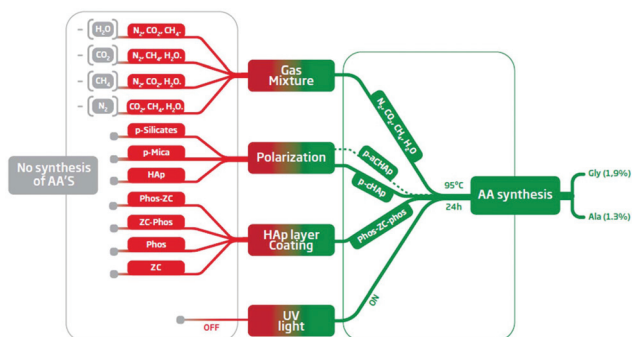 - [H₂O] N₂, CO₂, CH₄.
- [CO₂] N₂, CH₄, H₂O.
- [CH₄] N₂, CO₂, H₂O.
- [N₂] CO₂, CH₄, H₂O.
Gas
Mixture
N₂, CO₂, CH₄, H₂O
p-Silicates
p-Mica
HAp
Polarization
p-aCHAp
p-cHAp
No synthesis
of AA'S
95ºC
24h
AA synthesis
Gly (1,9%)
Ala (1.3%)
Phos-ZC
ZC-Phos
Phos
ZC
HAp layer
Coating
Phos-ZC-phos
OFF
UV
light
ON